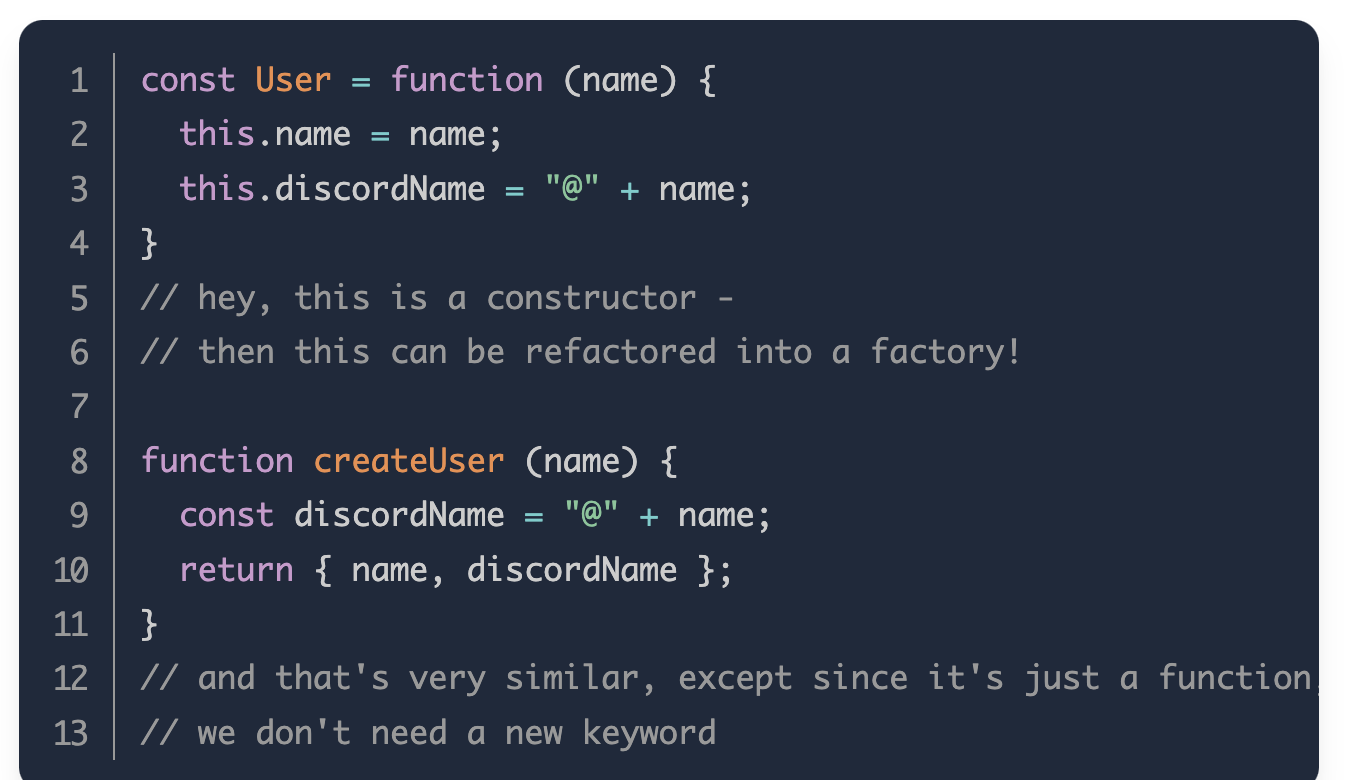 1 const User = function (name) {
2   this.name = name;
3   this.discordName = "@" + name;
4 }
5 // hey, this is a constructor -
6 // then this can be refactored into a factory!
7
8 function createUser (name) {
9   const discordName = "@" + name;
10   return { name, discordName };
11 }
12 // and that's very similar, except since it's just a function,
13 // we don't need a new keyword